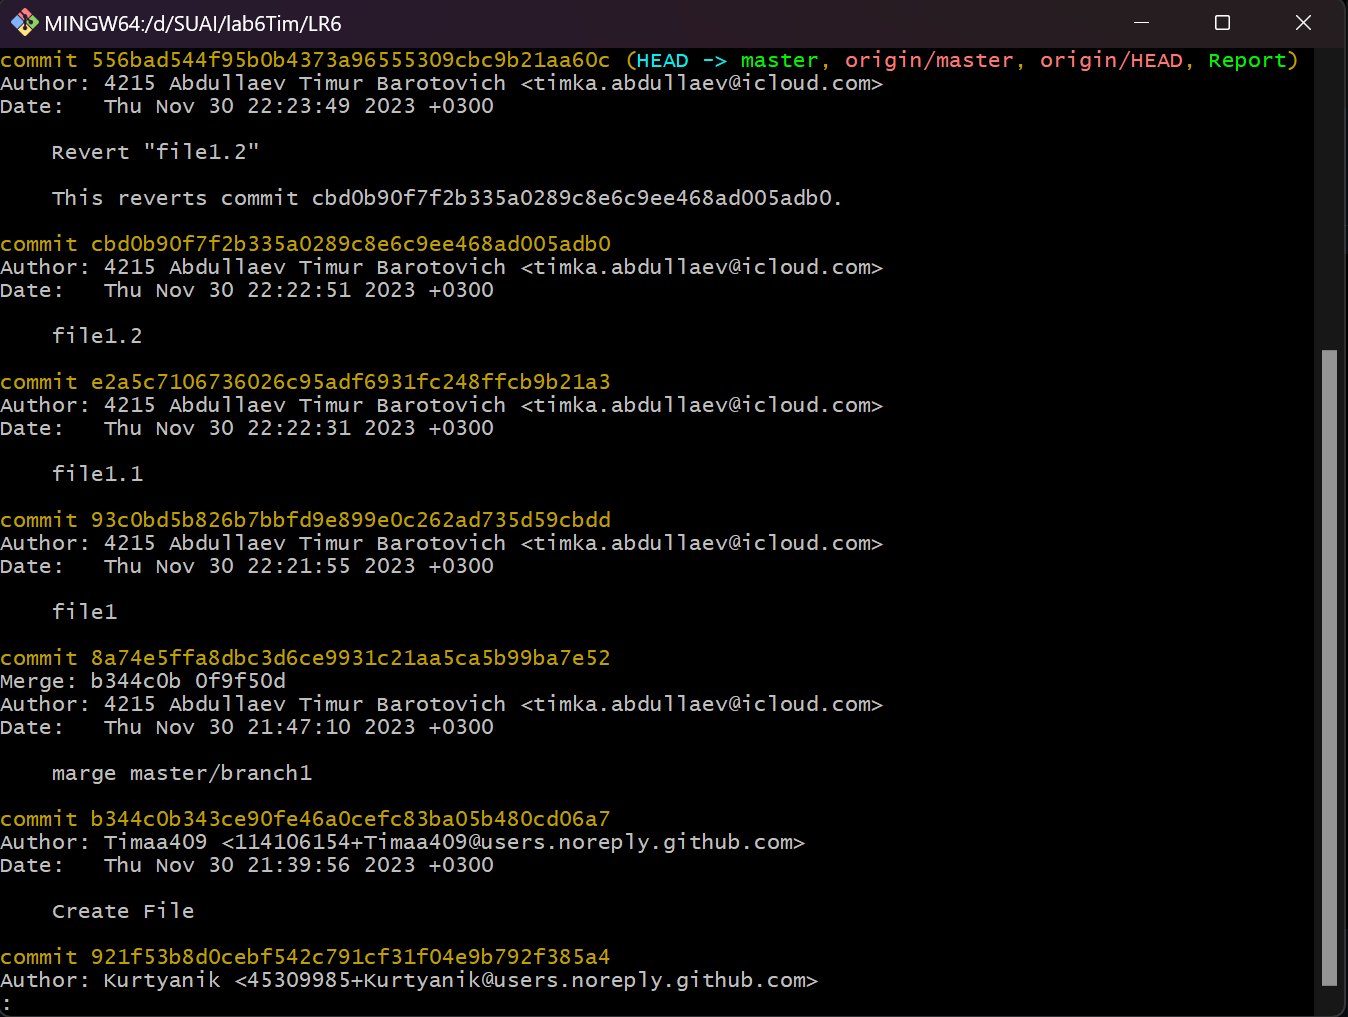 MINGW64:/d/SUAI/lab6Tim/LR6
commit 556bad544f95b0b4373a96555309cbc9b21aa60c (HEAD -> master, origin/master, origin/HEAD, Report)
Author: 4215 Abdullaev Timur Barotovich <timka.abdullaev@icloud.com>
Date:   Thu Nov 30 22:23:49 2023 +0300
Revert "file1.2"
This reverts commit cbd0b90f7f2b335a0289c8e6c9ee468ad005adb0.
commit cbd0b90f7f2b335a0289c8e6c9ee468ad005adb0
Author: 4215 Abdullaev Timur Barotovich <timka.abdullaev@icloud.com>
Date:   Thu Nov 30 22:22:51 2023 +0300
file1.2
commit e2a5c7106736026c95adf6931fc248ffcb9b21a3
Author: 4215 Abdullaev Timur Barotovich <timka.abdullaev@icloud.com>
Date:   Thu Nov 30 22:22:31 2023 +0300
file1.1
commit 93c0bd5b826b7bbfd9e899e0c262ad735d59cbdd
Author: 4215 Abdullaev Timur Barotovich <timka.abdullaev@icloud.com>
Date:   Thu Nov 30 22:21:55 2023 +0300
file1
commit 8a74e5ffa8dbc3d6ce9931c21aa5ca5b99ba7e52
Merge: b344c0b 0f9f50d
Author: 4215 Abdullaev Timur Barotovich <timka.abdullaev@icloud.com>
Date:   Thu Nov 30 21:47:10 2023 +0300
marge master/branch1
commit b344c0b343ce90fe46a0cefc83ba05b480cd06a7
Author: Timaa409 <114106154+Timaa409@users.noreply.github.com>
Date:   Thu Nov 30 21:39:56 2023 +0300
Create File
commit 921f53b8d0cebf542c791cf31f04e9b792f385a4
Author: Kurtyanik <45309985+Kurtyanik@users.noreply.github.com>
: